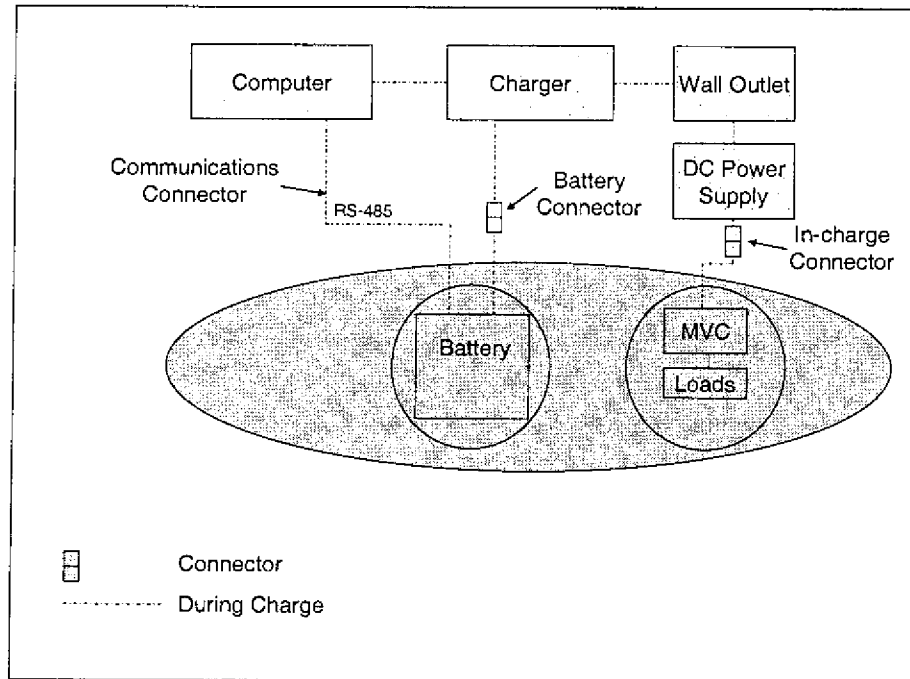 Computer
Charger
Wall Outlet
Communications
Connector
RS-485
Battery
Connector
DC Power
Supply
In-charge
Connector
Battery
MVC
Loads
Connector
During Charge